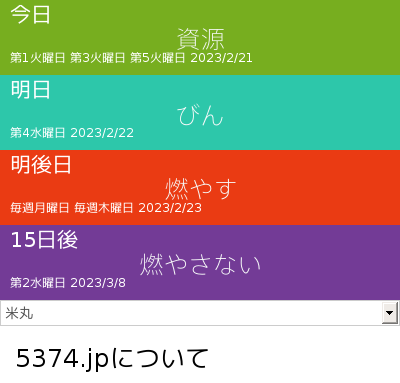 今日
資源
第1火曜日 第3火曜日 第5火曜日 2023/2/21
明日
びん
第4水曜日 2023/2/22
明後日
燃やす
毎週月曜日 毎週木曜日 2023/2/23
15日後
燃やさない
第2水曜日 2023/3/8
米丸
5374.jpについて